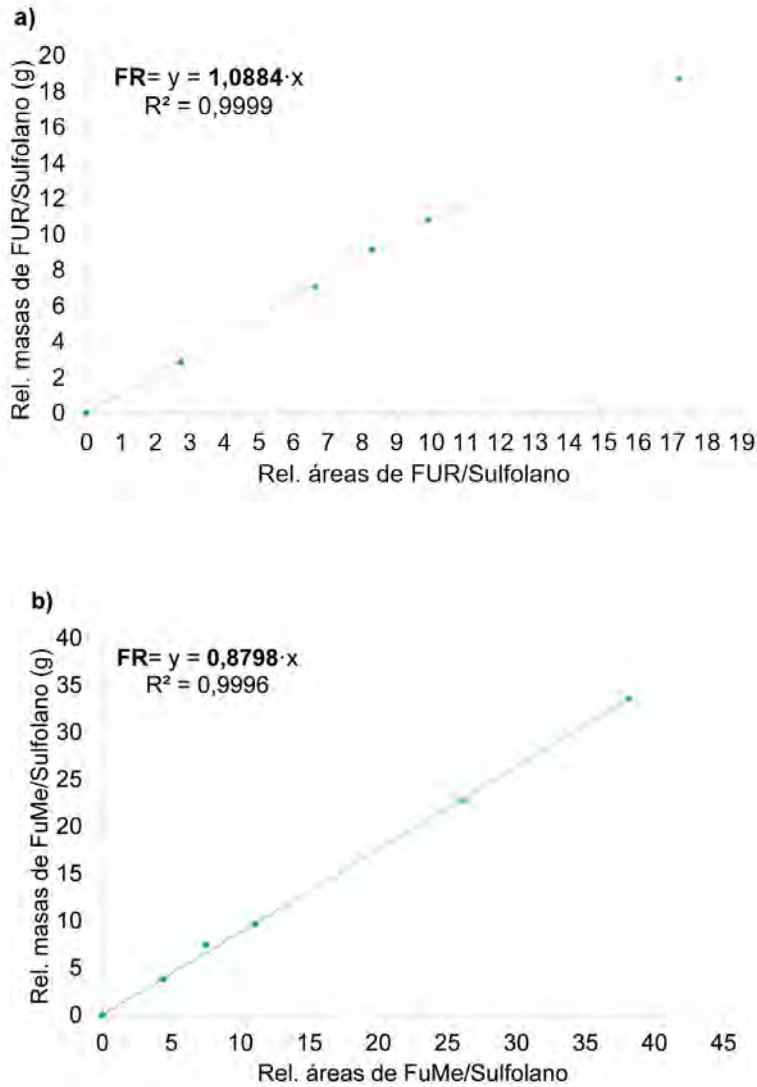 a)
FR= y = 1,0884·x
R² = 0,9999
Rel. masas de FUR/Sulfolano (g)
20
18
16
14
12
10
8
6
4
2
0
0 1 2 3 4 5 6 7 8 9 10 11 12 13 14 15 16 17 18 19
Rel. áreas de FUR/Sulfolano
b)
FR= y = 0,8798·x
R² = 0,9996
Rel. masas de FuMe/Sulfolano (g)
40
35
30
25
20
15
10
5
0
0 5 10 15 20 25 30 35 40 45
Rel. áreas de FuMe/Sulfolano